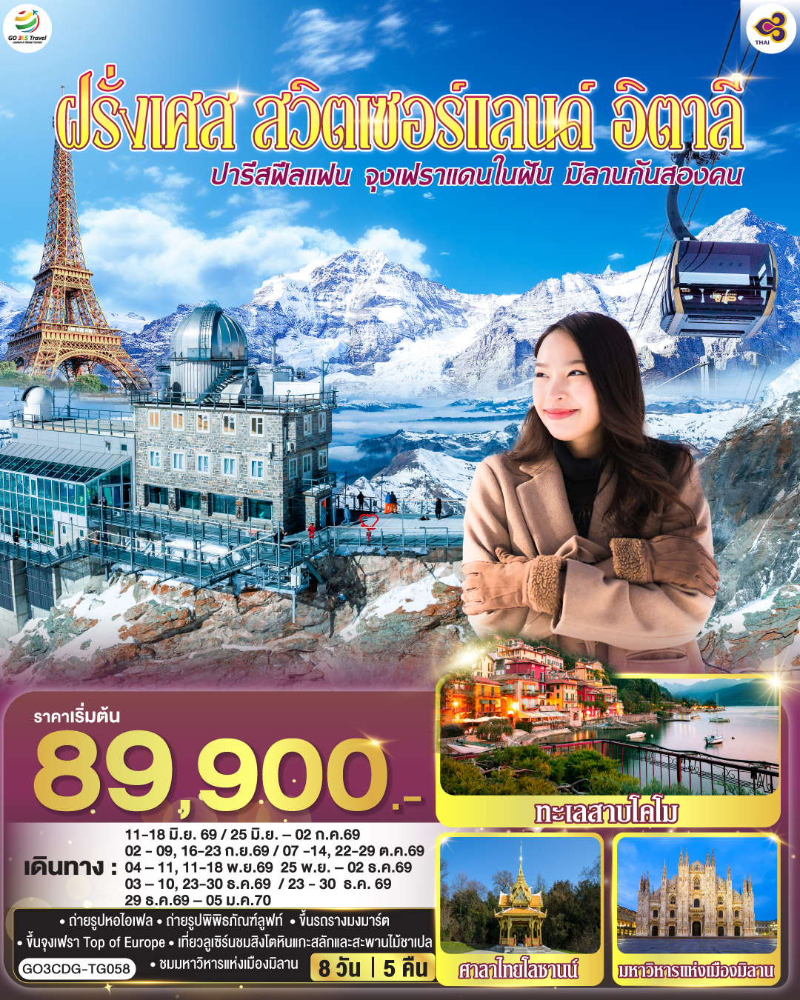 GO 365 Travel
Leaders in Global Tourism
THAI
ฝรั่งเศส สวิตเซอร์แลนด์ อิตาลี
ปารีสฟีลแฟน จุงเฟราแดนในฝัน มิลานกันสองคน
VIP
ราคาเริ่มต้น
89,900.-
ทะเลสาบโคโม
เดินทาง :
11-18 มิ.ย. 69 / 25 มิ.ย. – 02 ก.ค.69
02 - 09, 16-23 ก.ย.69 / 07 -14, 22-29 ต.ค.69
04 – 11, 11-18 พ.ย.69 25 พ.ย. – 02 ธ.ค.69
03 – 10, 23-30 ธ.ค.69 / 23 - 30 ธ.ค. 69
29 ธ.ค.69 – 05 ม.ค.70
• ถ่ายรูปหอไอเฟล • ถ่ายรูปพิพิธภัณฑ์ลูฟท์ • ขึ้นรถรางมงมาร์ต
• ขึ้นจุงเฟรา Top of Europe • เที่ยวลูเซิร์นชมสิงโตหินแกะสลักและสะพานไม้ชาเปล
• ชมมหาวิหารแห่งเมืองมิลาน
GO3CDG-TG058
8 วัน | 5 คืน
ศาลาไทยโลซานน์
มหาวิหารแห่งเมืองมิลาน